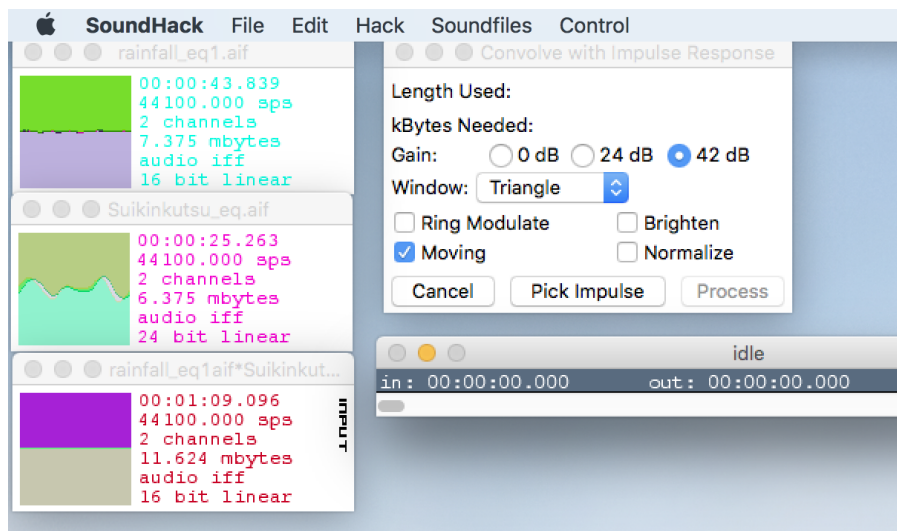 SoundHack File Edit Hack Soundfiles Control
rainfall_eq1.aif
00:00:43.839
44100.000 sps
2 channels
7.375 mbytes
audio iff
16 bit linear
Suikinkutsu_eq.aif
00:00:25.263
44100.000 sps
2 channels
6.375 mbytes
audio iff
24 bit linear
rainfall_eq1aif*Suikinkut...
00:01:09.096
44100.000 sps
2 channels
11.624 mbytes
audio iff
16 bit linear
INPUT
Convolve with Impulse Response
Length Used:
kBytes Needed:
Gain: 0 dB 24 dB 42 dB
Window: Triangle
Ring Modulate Brighten
Moving Normalize
Cancel Pick Impulse Process
idle
in: 00:00:00.000 out: 00:00:00.000